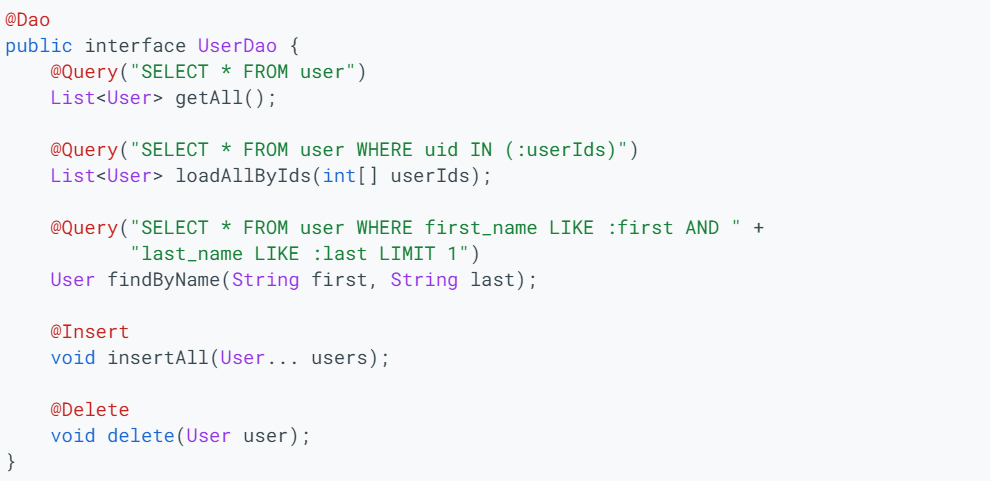 @Dao
public interface UserDao {
    @Query("SELECT * FROM user")
    List<User> getAll();

    @Query("SELECT * FROM user WHERE uid IN (:userIds)")
    List<User> loadAllByIds(int[] userIds);

    @Query("SELECT * FROM user WHERE first_name LIKE :first AND " +
           "last_name LIKE :last LIMIT 1")
    User findByName(String first, String last);

    @Insert
    void insertAll(User... users);

    @Delete
    void delete(User user);
}